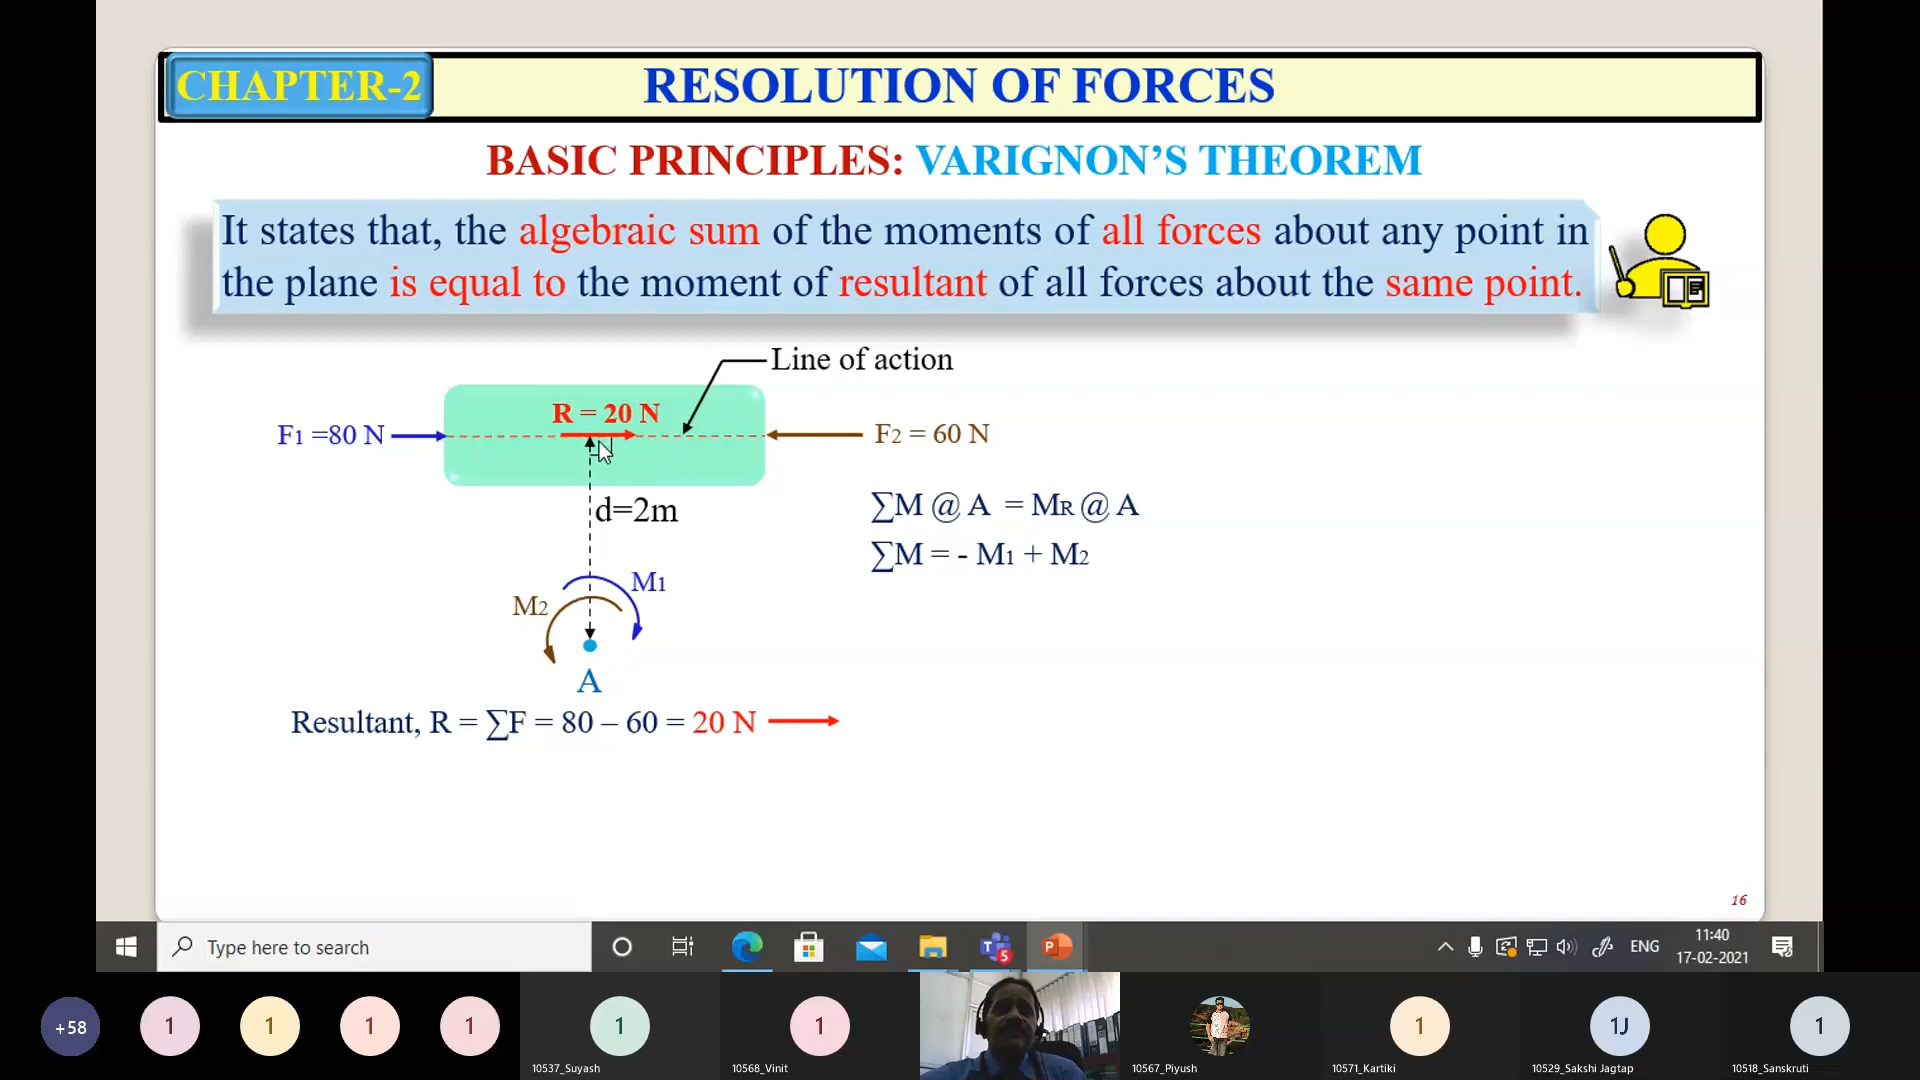 CHAPTER-2
RESOLUTION OF FORCES
BASIC PRINCIPLES: VARIGNON’S THEOREM
It states that, the algebraic sum of the moments of all forces about any point in
the plane is equal to the moment of resultant of all forces about the same point.
Line of action
R = 20 N
F1 =80 N
F2 = 60 N
d=2m
∑M @ A = MR @ A
∑M = - M1 + M2
M1
M2
A
Resultant, R = ∑F = 80 – 60 = 20 N
16
Type here to search
ENG
11:40
17-02-2021
+58
1
1
1
1
1
1
1
1J
1
10537_Suyash
10568_Vinit
10567_Piyush
10571_Kartiki
10529_Sakshi Jagtap
10518_Sanskruti